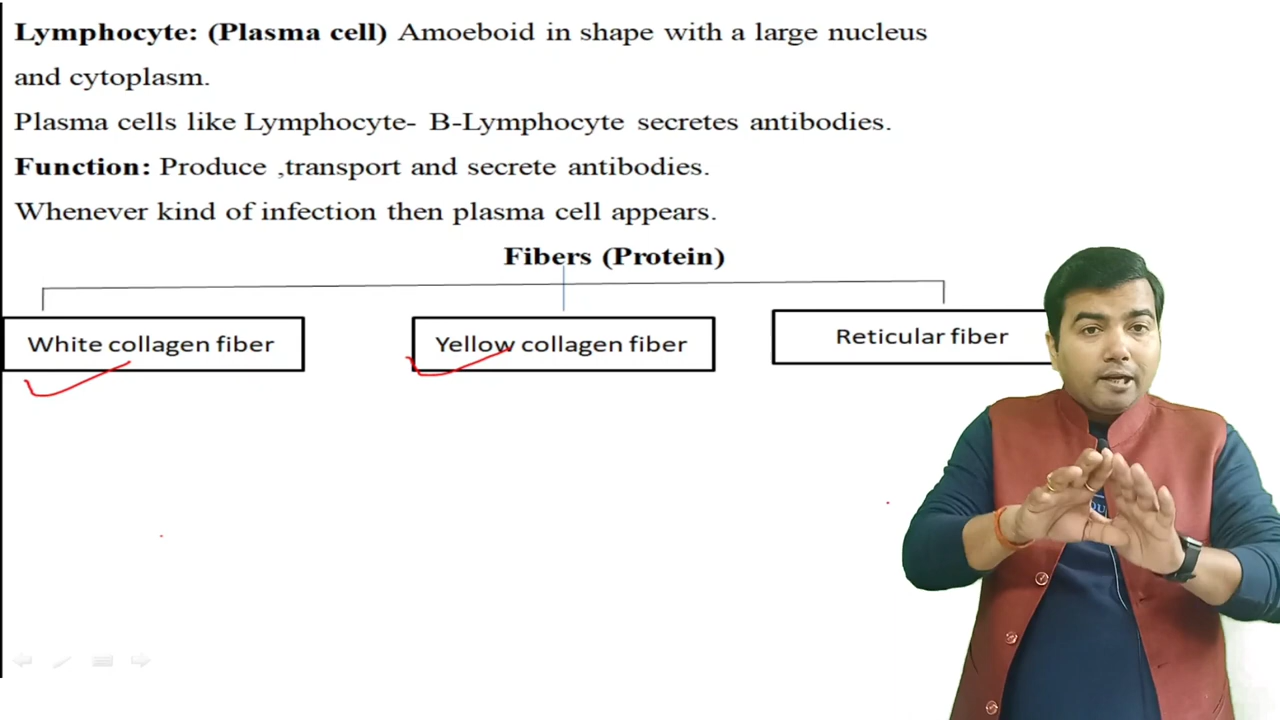 Lymphocyte: (Plasma cell) Amoeboid in shape with a large nucleus
and cytoplasm.
Plasma cells like Lymphocyte- B-Lymphocyte secretes antibodies.
Function: Produce ,transport and secrete antibodies.
Whenever kind of infection then plasma cell appears.
Fibers (Protein)
White collagen fiber
Yellow collagen fiber
Reticular fiber